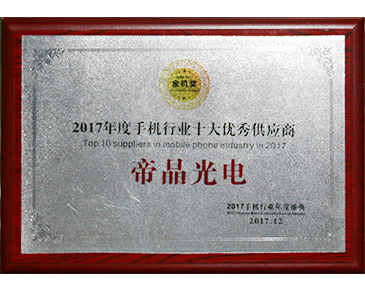 金机奖
2017年度手机行业十大优秀供应商
Top 10 suppliers in mobile phone industry in 2017
帝晶光电
2017手机行业年度盛典
2017.12